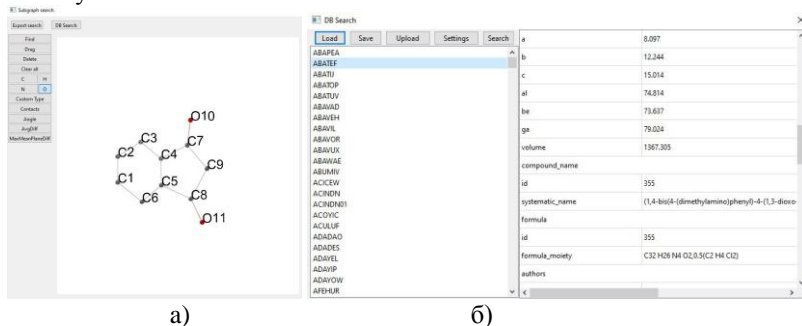 Subgraph search
Export search DB Search
Find
Drag
Delete
Clear all
C H
N O
Custom Type
Contacts
Angle
AvgDiff
MaxMeanPlaneDiff
O10
C3 C7
C2 C4 C9
C1 C5
C6 C8
O11
DB Search
Load Save Upload Settings Search
ABAPEA
ABATEF
ABATIJ
ABATOP
ABATUV
ABAVAD
ABAVEH
ABAVIL
ABAVOR
ABAVUX
ABAWAE
ABUMIV
ACICEW
ACINDN
ACINDN01
ACOYIC
ACULUF
ADADAO
ADADES
ADAYEL
ADAYIP
ADAYOW
AFEHUR
a 8.097
b 12.244
c 15.014
al 74.814
be 73.637
ga 79.024
volume 1367.305
compound_name
id 355
systematic_name (1,4-bis(4-(dimethylamino)phenyl)-4-(1,3-dioxo-
formula
id 355
formula_moiety C32 H26 N4 O2,0.5(C2 H4 Cl2)
authors
а) б)